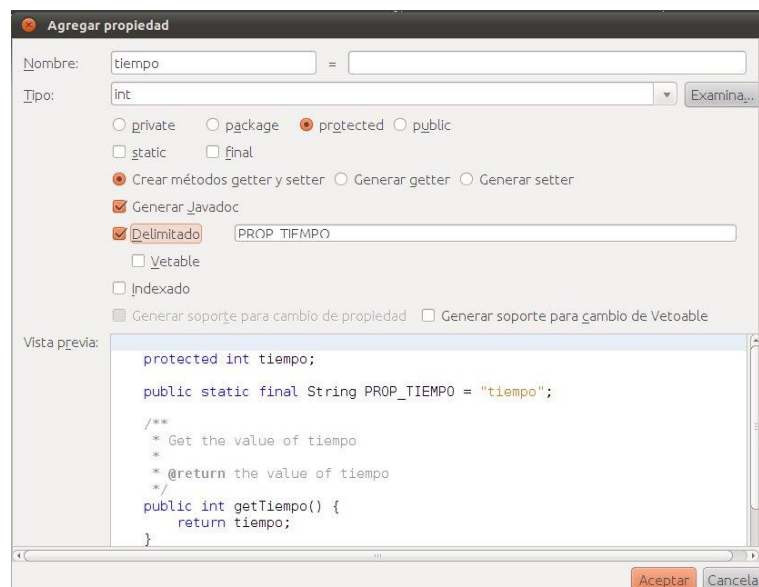 Agregar propiedad
Nombre: tiempo =
Tipo: int Examina...
private package protected public
static final
Crear métodos getter y setter Generar getter Generar setter
Generar Javadoc
Delimitado PROP_TIEMPO
Vetable
Indexado
Generar soporte para cambio de propiedad Generar soporte para cambio de Vetoable
Vista previa:
protected int tiempo;
public static final String PROP_TIEMPO = "tiempo";
/**
* Get the value of tiempo
*
* @return the value of tiempo
*/
public int getTiempo() {
return tiempo;
}
Aceptar Cancela